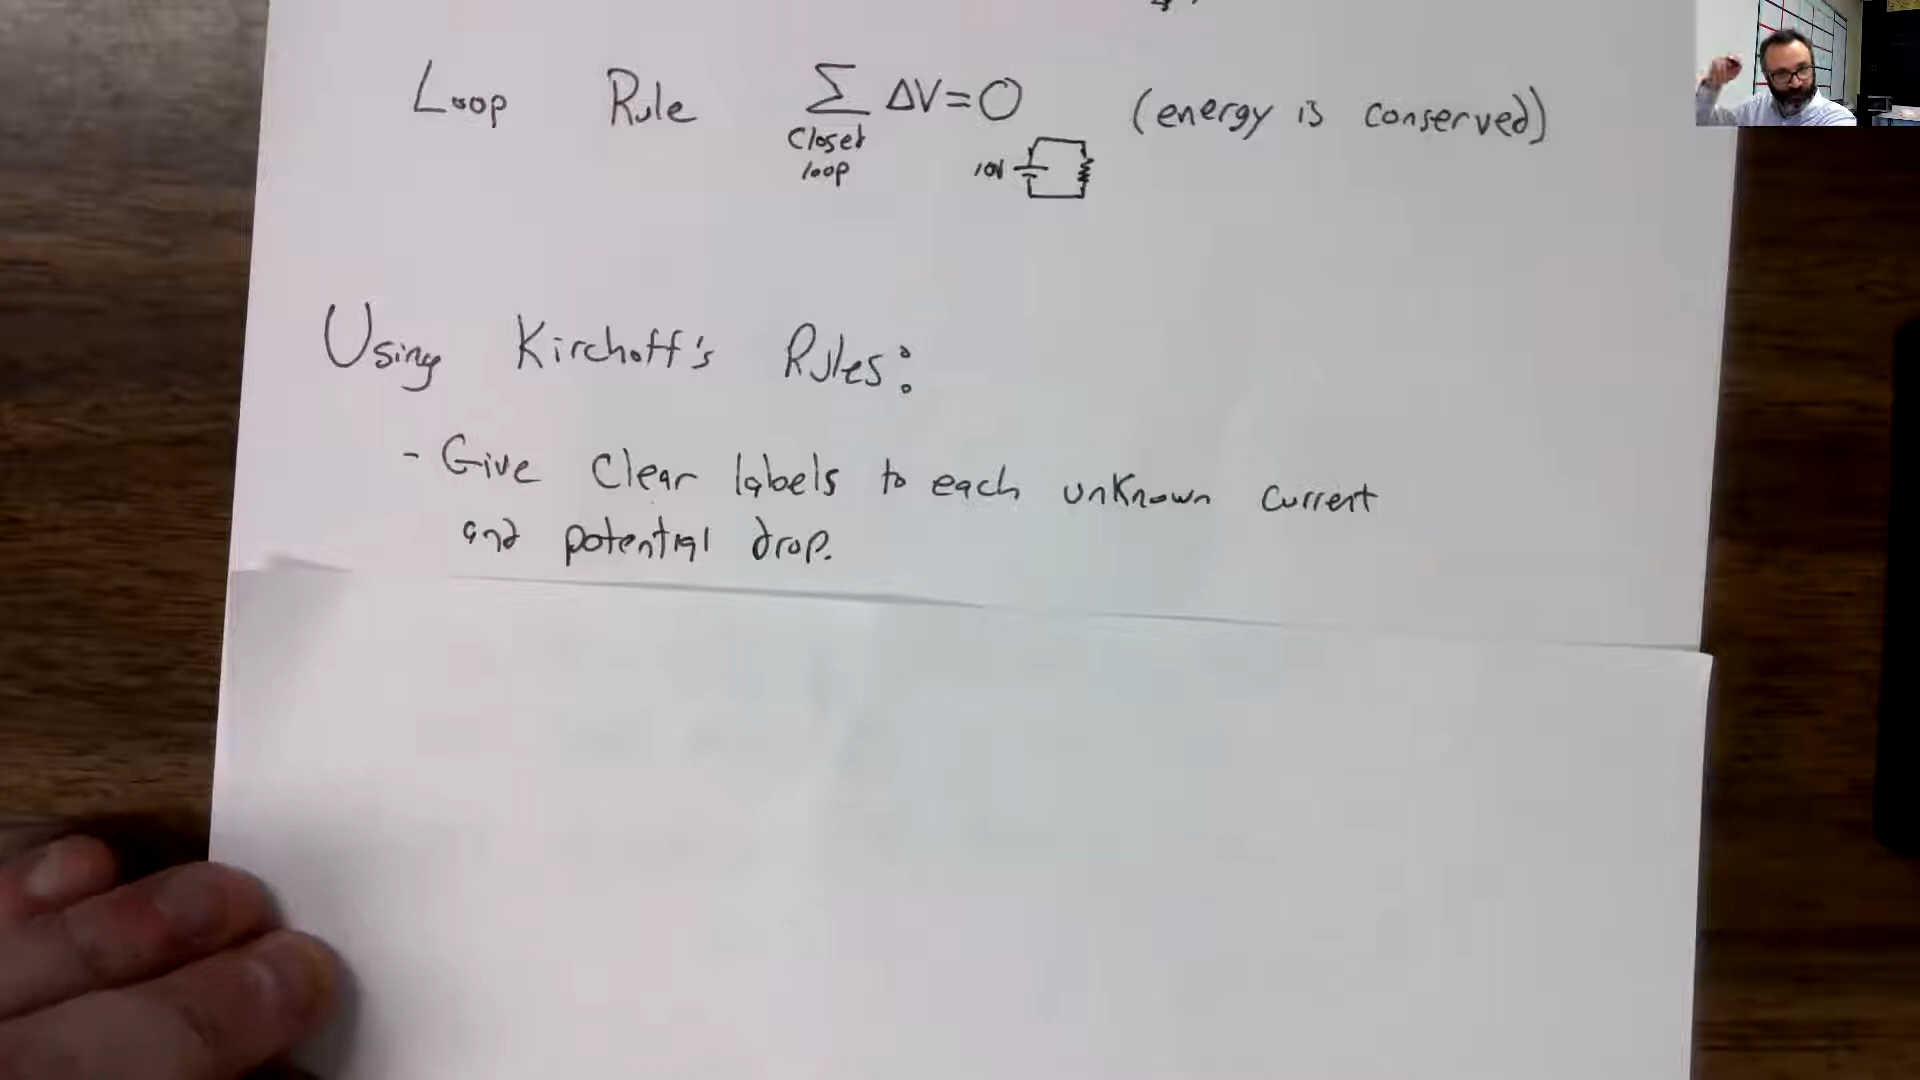 Loop Rule ∑ ΔV=0 (energy is conserved)
Closed
loop
10V
Using Kirchoff's Rules:
- Give Clear labels to each unknown current
and potential drop.